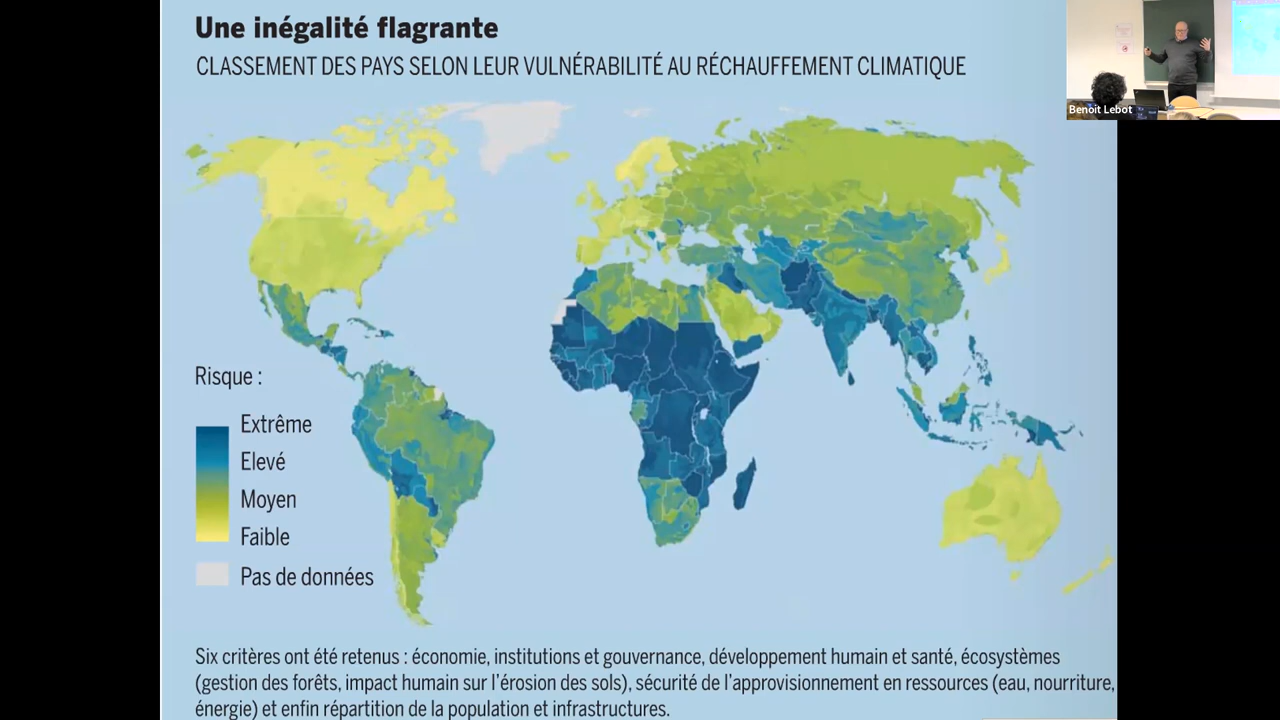 Une inégalité flagrante
CLASSEMENT DES PAYS SELON LEUR VULNÉRABILITÉ AU RÉCHAUFFEMENT CLIMATIQUE
Benoit Lebot
Risque :
Extrême
Elevé
Moyen
Faible
Pas de données
Six critères ont été retenus : économie, institutions et gouvernance, développement humain et santé, écosystèmes
(gestion des forêts, impact humain sur l'érosion des sols), sécurité de l'approvisionnement en ressources (eau, nourriture,
énergie) et enfin répartition de la population et infrastructures.